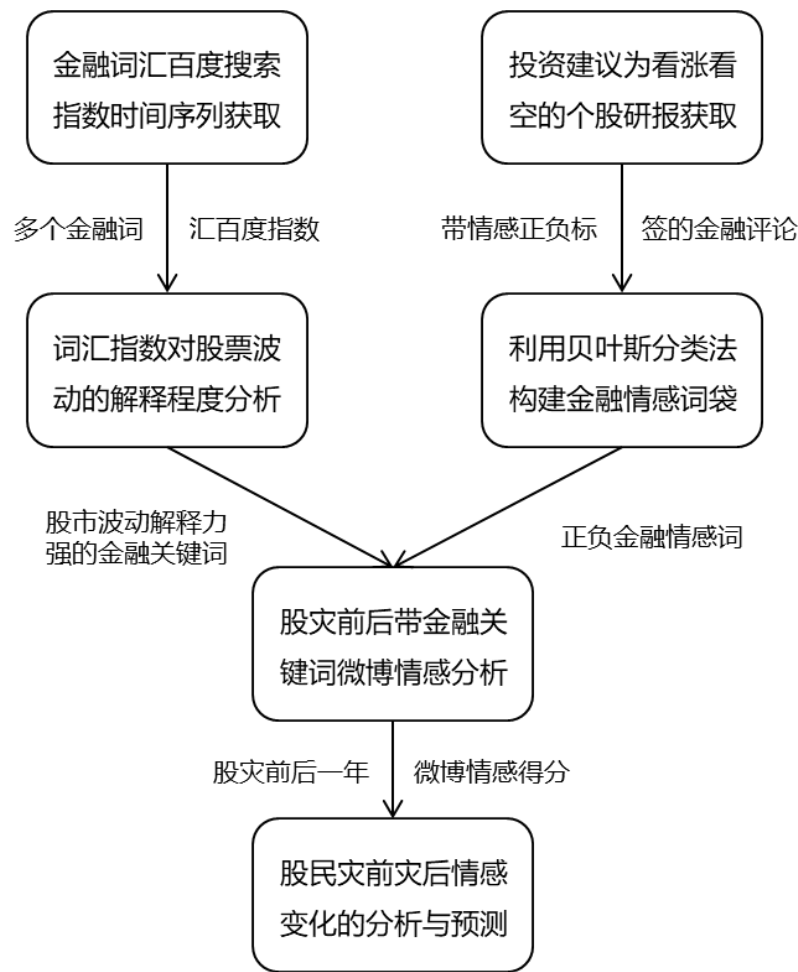 金融词汇百度搜索
指数时间序列获取
投资建议为看涨看
空的个股研报获取
多个金融词 汇百度指数
带情感正负标 签的金融评论
词汇指数对股票波
动的解释程度分析
利用贝叶斯分类法
构建金融情感词袋
股市波动解释力
强的金融关键词
正负金融情感词
股灾前后带金融关
键词微博情感分析
股灾前后一年 微博情感得分
股民灾前灾后情感
变化的分析与预测